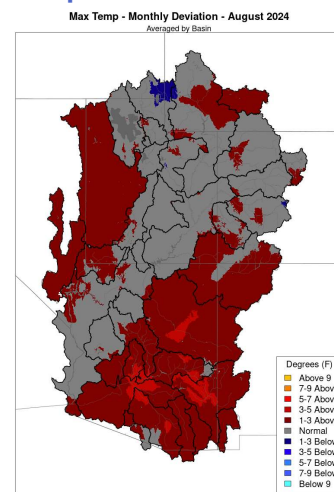 Max Temp - Monthly Deviation - August 2024
Averaged by Basin
Degrees (F)
Above 9
7-9 Above
5-7 Above
3-5 Above
1-3 Above
Normal
1-3 Below
3-5 Below
5-7 Below
7-9 Below
Below 9